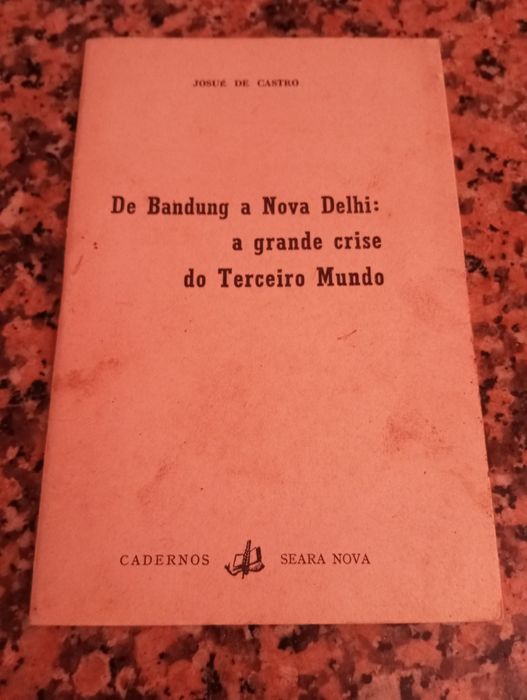 JOSUÉ DE CASTRO
De Bandung a Nova Delhi:
a grande crise
do Terceiro Mundo
CADERNOS SEARA NOVA